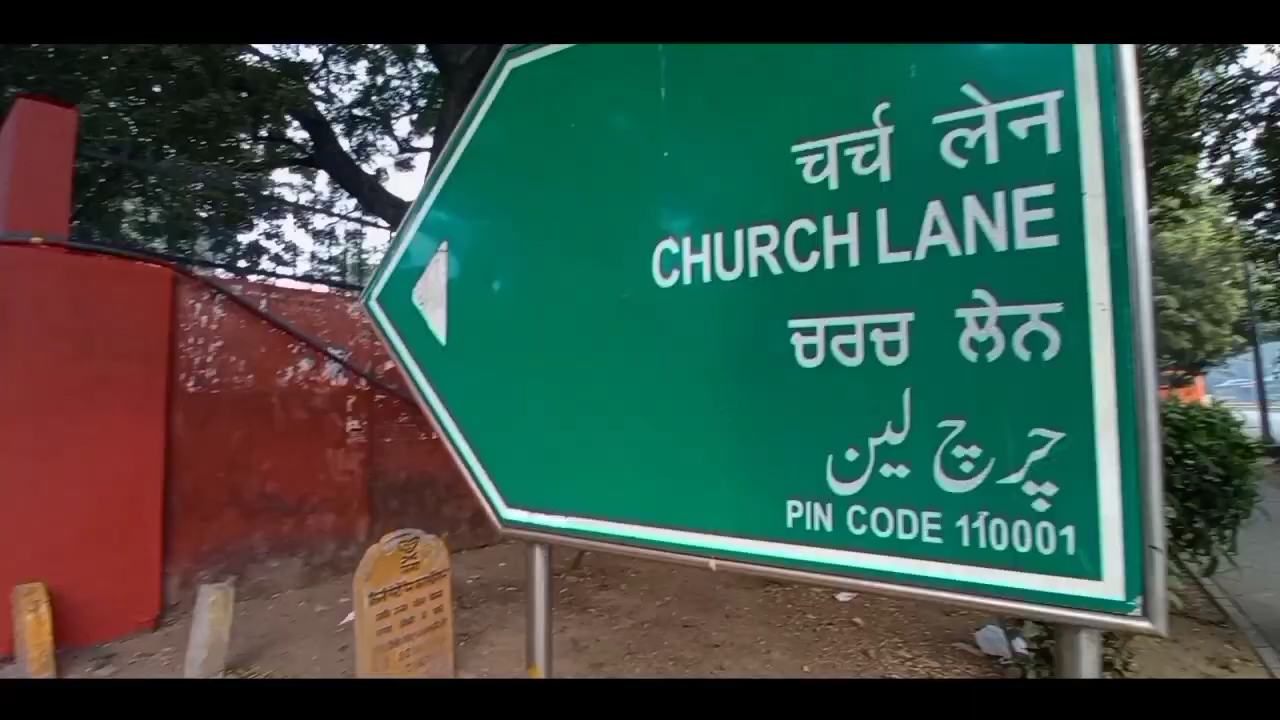 चर्च लेन
CHURCH LANE
ਚਰਚ ਲੇਨ
چرچ لین
PIN CODE 110001